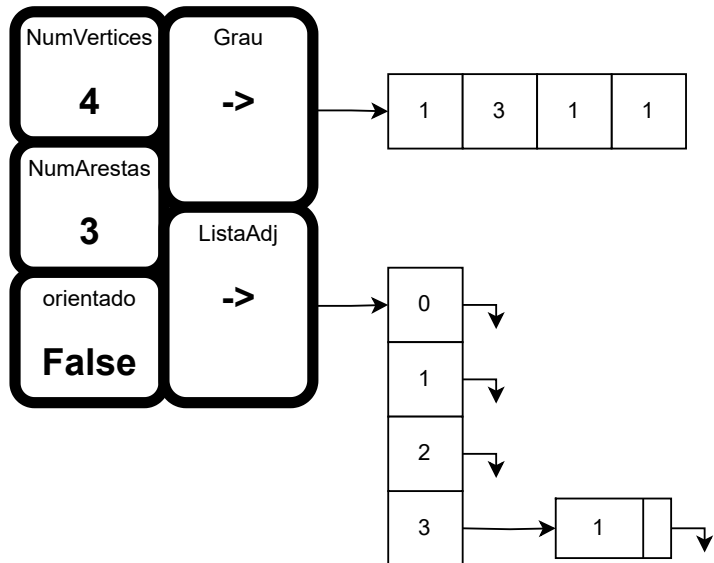 NumVertices
4
NumArestas
3
orientado
False
Grau
->
ListaAdj
->
1 3 1 1
0
1
2
3
1